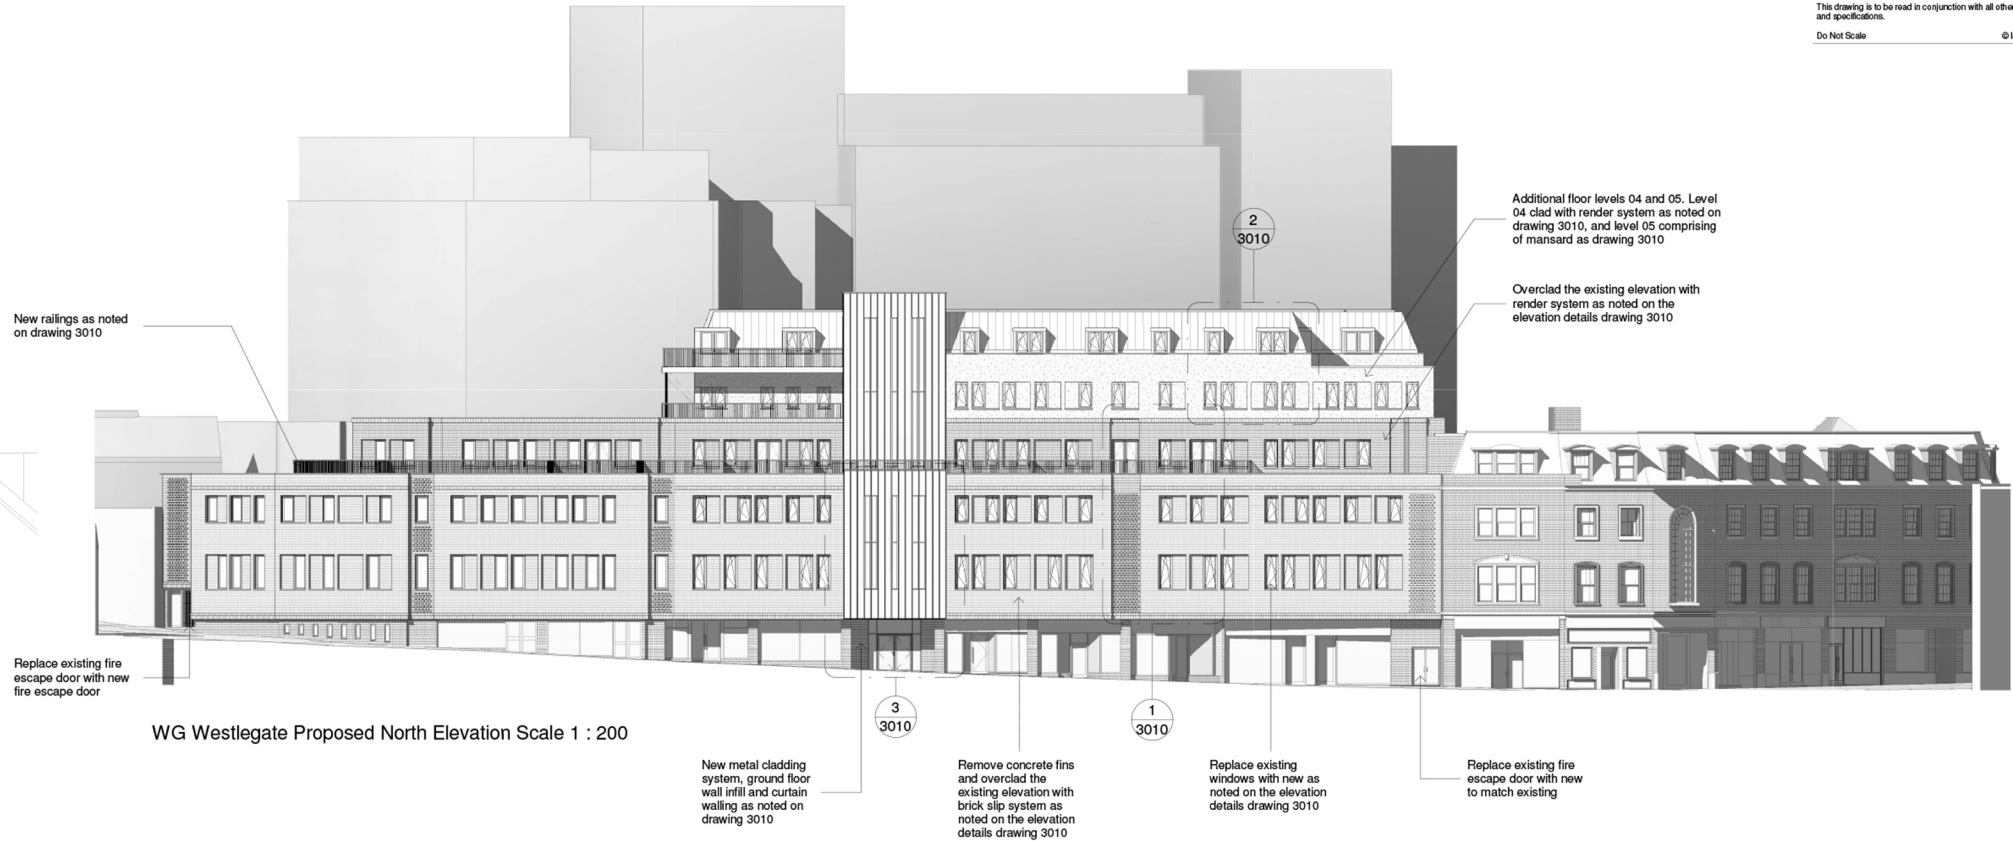 This drawing is to be read in conjunction with all othe
and specifications.
Do Not Scale
©
2
3010
Additional floor levels 04 and 05. Level
04 clad with render system as noted on
drawing 3010, and level 05 comprising
of mansard as drawing 3010
Overclad the existing elevation with
render system as noted on the
elevation details drawing 3010
New railings as noted
on drawing 3010
Replace existing fire
escape door with new
fire escape door
WG Westlegate Proposed North Elevation Scale 1 : 200
3
3010
1
3010
New metal cladding
system, ground floor
wall infill and curtain
walling as noted on
drawing 3010
Remove concrete fins
and overclad the
existing elevation with
brick slip system as
noted on the elevation
details drawing 3010
Replace existing
windows with new as
noted on the elevation
details drawing 3010
Replace existing fire
escape door with new
to match existing